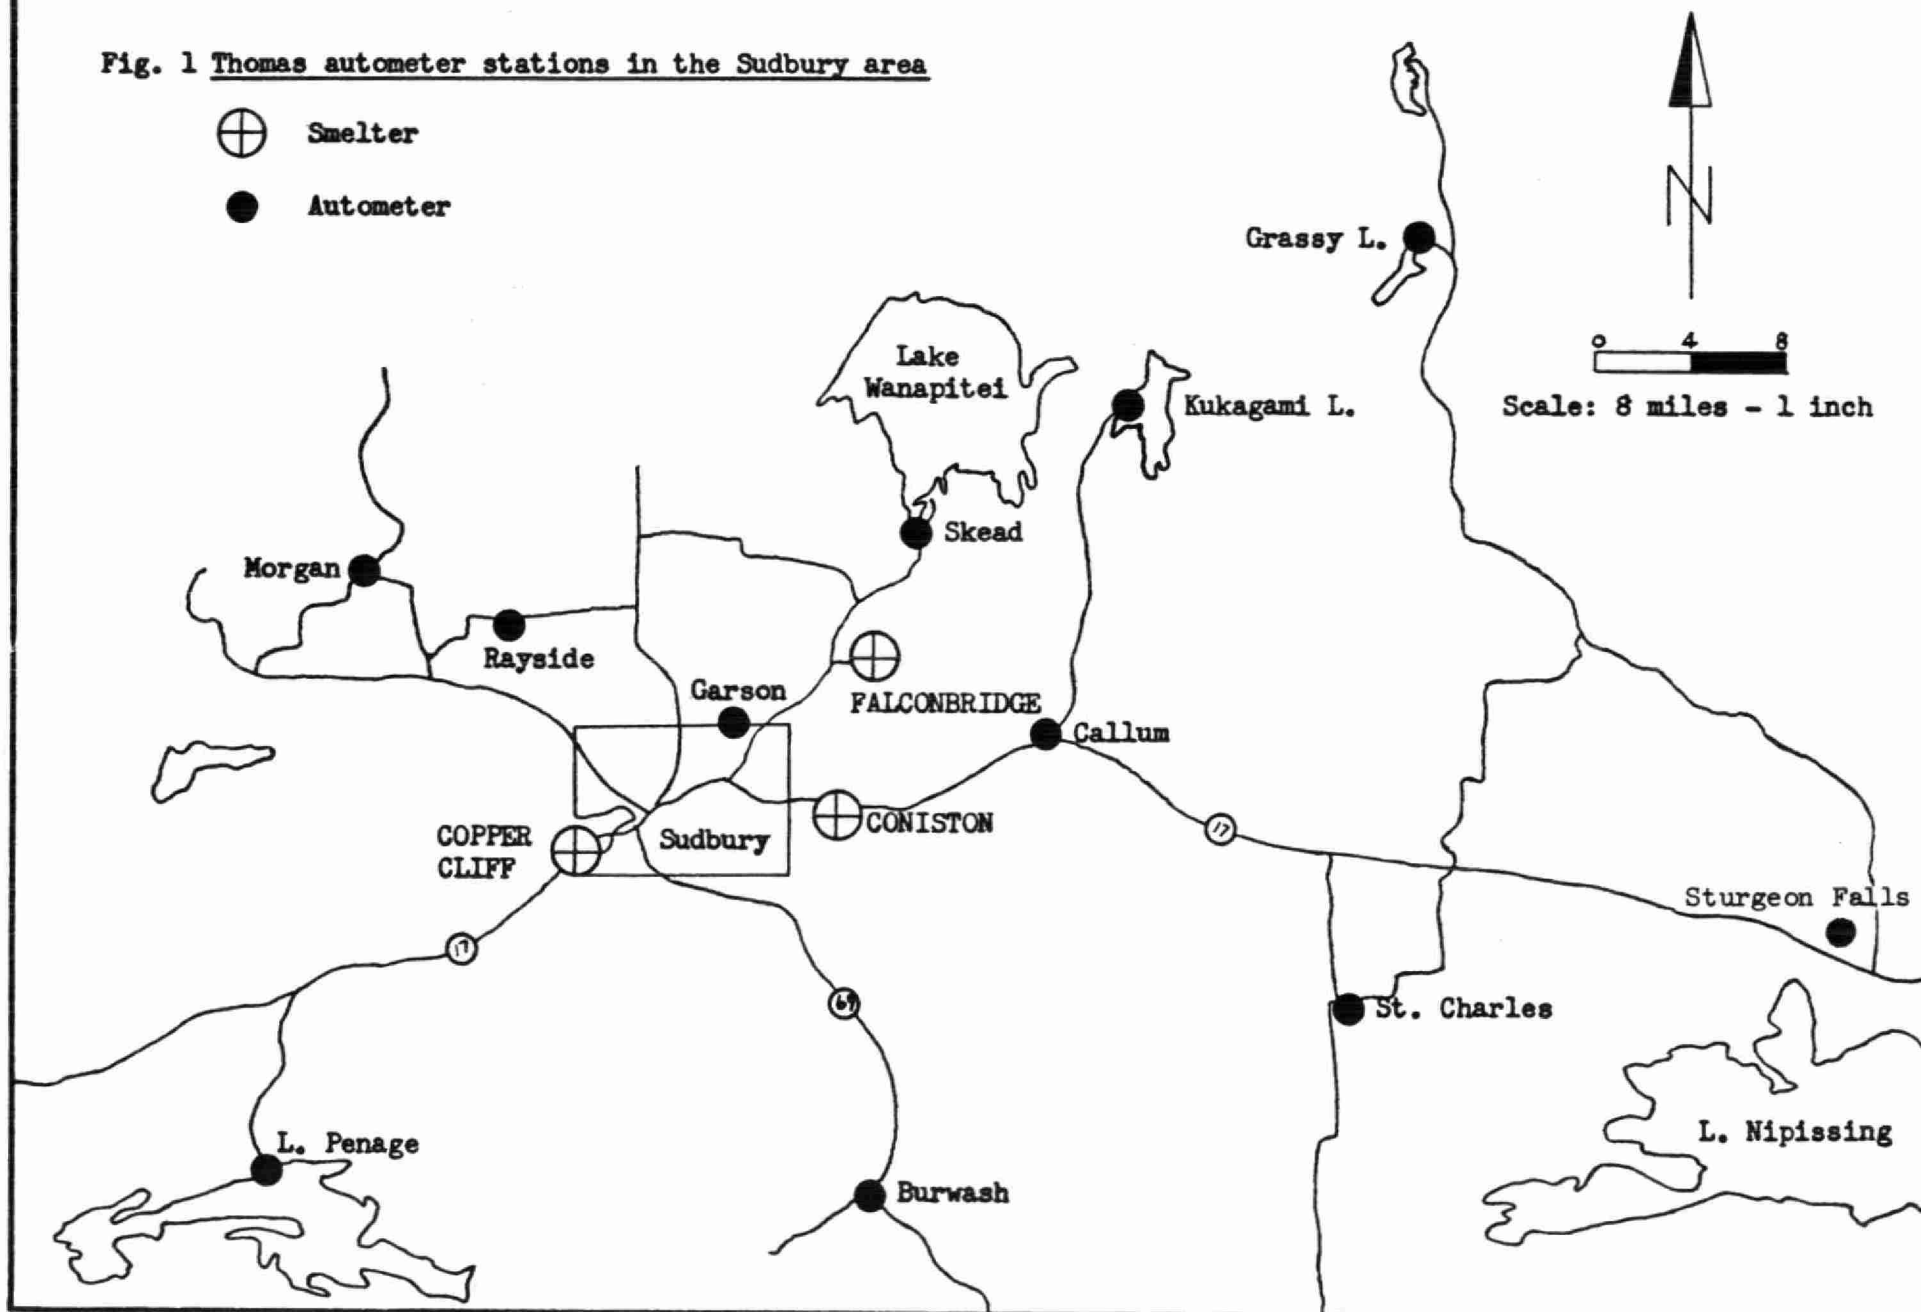 Fig. 1 Thomas autometer stations in the Sudbury area
Smelter
Autometer
N
Grassy L.
0 4 8
Scale: 8 miles - 1 inch
Lake
Wanapitei
Kukagami L.
Skead
Morgan
Rayside
Garson
FALCONBRIDGE
Callum
COPPER
CLIFF
Sudbury
CONISTON
17
Sturgeon Falls
17
69
St. Charles
L. Penage
L. Nipissing
Burwash